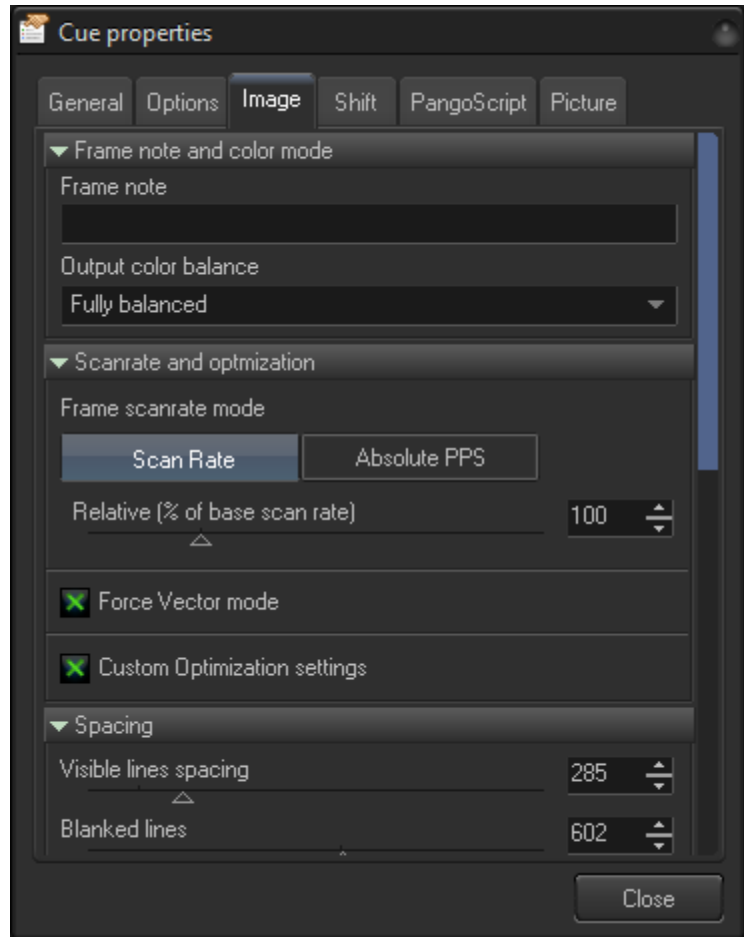 Cue properties
General Options Image Shift PangoScript Picture
Frame note and color mode
Frame note
Output color balance
Fully balanced
Scanrate and optmization
Frame scanrate mode
Scan Rate Absolute PPS
Relative (% of base scan rate) 100
Force Vector mode
Custom Optimization settings
Spacing
Visible lines spacing 285
Blanked lines 602
Close